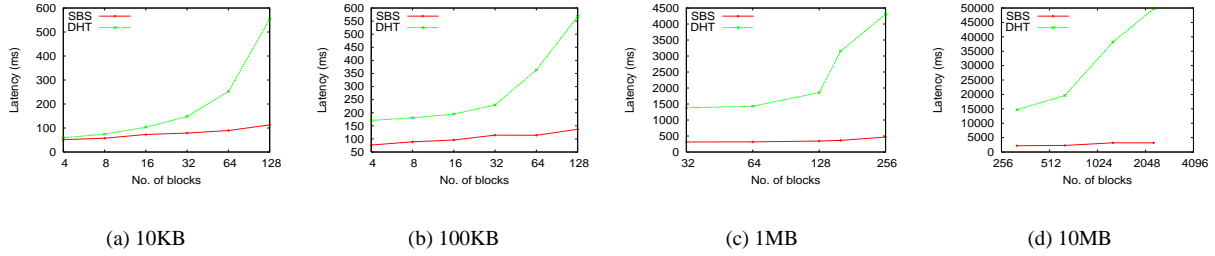 SBS
DHT
Latency (ms)
600
500
400
300
200
100
0
4 8 16 32 64 128
No. of blocks
(a) 10KB
SBS
DHT
Latency (ms)
600
550
500
450
400
350
300
250
200
150
100
50
4 8 16 32 64 128
No. of blocks
(b) 100KB
SBS
DHT
Latency (ms)
4500
4000
3500
3000
2500
2000
1500
1000
500
0
32 64 128 256
No. of blocks
(c) 1MB
SBS
DHT
Latency (ms)
50000
45000
40000
35000
30000
25000
20000
15000
10000
5000
0
256 512 1024 2048 4096
No. of blocks
(d) 10MB